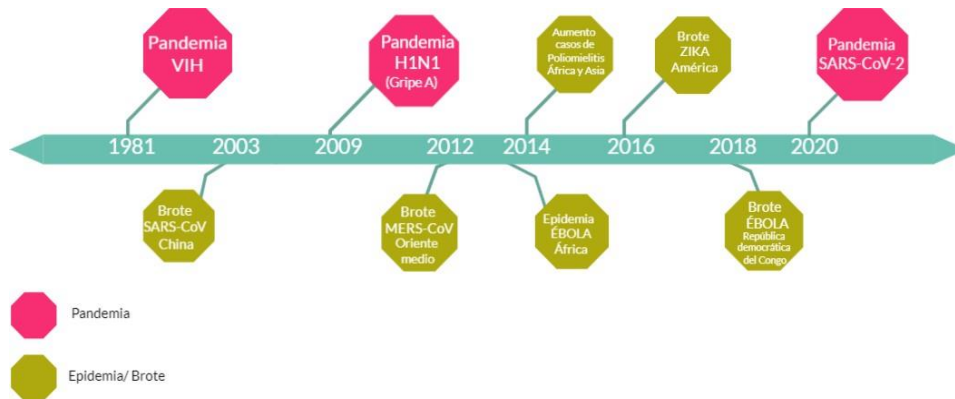 Pandemia
VIH
Pandemia
H1N1
(Gripe A)
Aumento
casos de
Poliomielitis
África y Asia
Brote
ZIKA
América
Pandemia
SARS-CoV-2
1981
2003
2009
2012
2014
2016
2018
2020
Brote
SARS-CoV
China
Brote
MERS-CoV
Oriente
medio
Epidemia
ÉBOLA
África
Brote
ÉBOLA
República
democrática
del Congo
Pandemia
Epidemia/ Brote